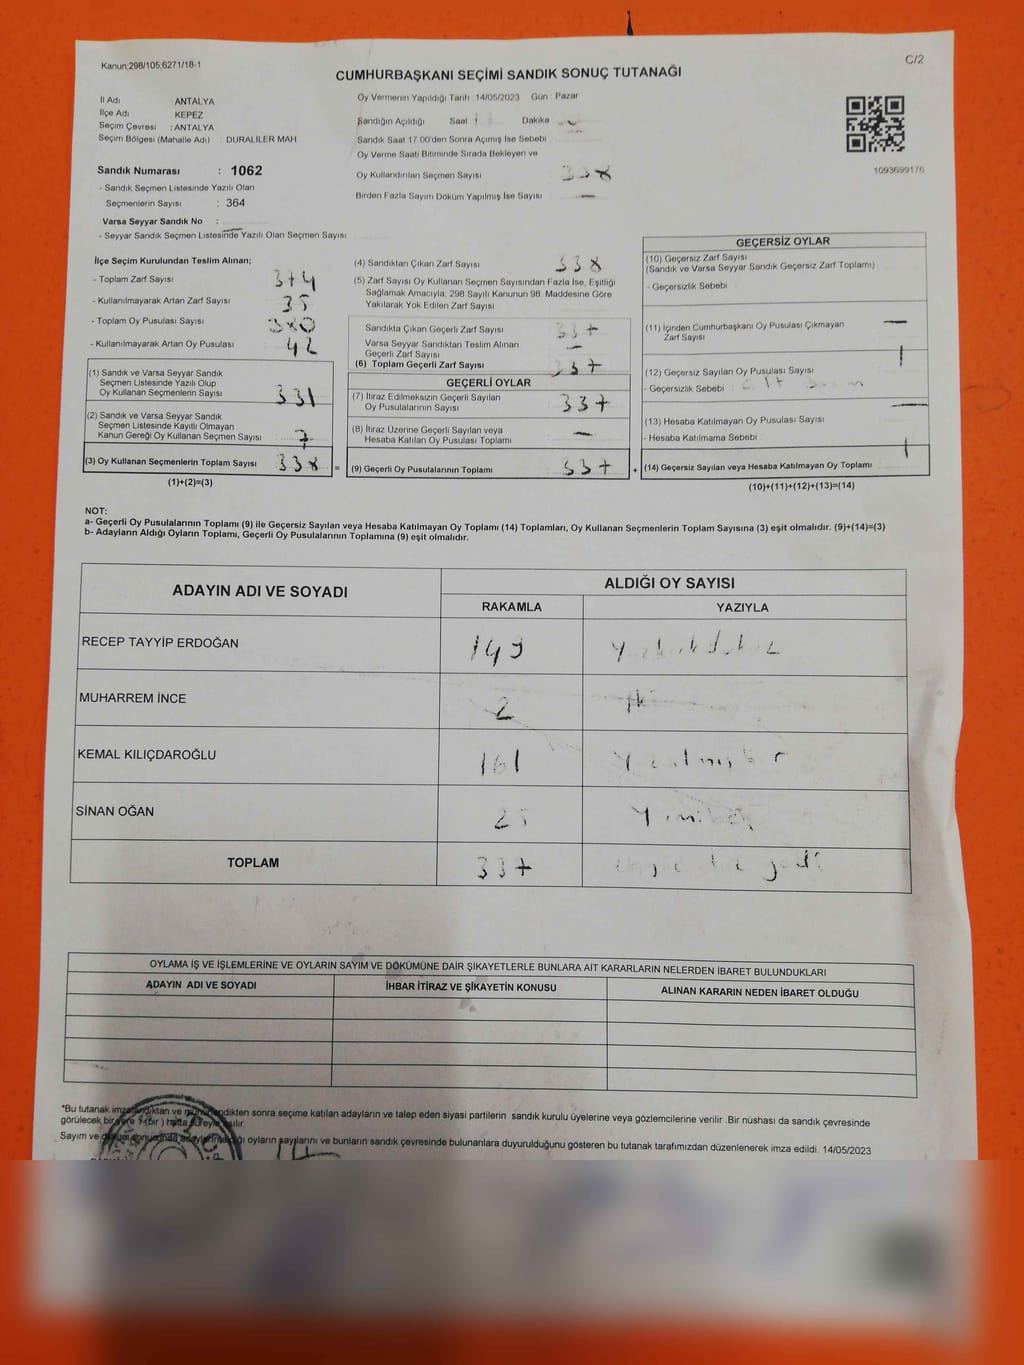 Kanun;298/105,6271/18-1
C/2
CUMHURBAŞKANI SEÇİMİ SANDIK SONUÇ TUTANAĞI
İl Adı ANTALYA
İlçe Adı KEPEZ
Seçim Çevresi : ANTALYA
Seçim Bölgesi (Mahalle Adı) : DURALİLER MAH
Sandık Numarası : 1062
- Sandık Seçmen Listesinde Yazılı Olan
Seçmenlerin Sayısı : 364
Varsa Seyyar Sandık No :
- Seyyar Sandık Seçmen Listesinde Yazılı Olan Seçmen Sayısı
Oy Vermenin Yapıldığı Tarih 14/05/2023 Gün Pazar
Sandığın Açıldığı Saat Dakika
Sandık Saat 17:00'den Sonra Açımış İse Sebebi
Oy Verme Saati Bitiminde Sırada Bekleyen ve
Oy Kullandırılan Seçmen Sayısı 338
Birden Fazla Sayım Döküm Yapılmış İse Sayısı —
1093699176
İlçe Seçim Kurulundan Teslim Alınan;
- Toplam Zarf Sayısı 374
- Kullanılmayarak Artan Zarf Sayısı 35
- Toplam Oy Pusulası Sayısı 380
- Kullanılmayarak Artan Oy Pusulası 42
(1) Sandık ve Varsa Seyyar Sandık
Seçmen Listesinde Yazılı Olup
Oy Kullanan Seçmenlerin Sayısı 331
(2) Sandık ve Varsa Seyyar Sandık
Seçmen Listesinde Kayıtlı Olmayan
Kanun Gereği Oy Kullanan Seçmen Sayısı 7
(3) Oy Kullanan Seçmenlerin Toplam Sayısı 338 =
(1)+(2)=(3)
(4) Sandıktan Çıkan Zarf Sayısı 338
(5) Zarf Sayısı Oy Kullanan Seçmen Sayısından Fazla İse, Eşitliği
Sağlamak Amacıyla; 298 Sayılı Kanunun 98. Maddesine Göre
Yakılarak Yok Edilen Zarf Sayısı
Sandıkta Çıkan Geçerli Zarf Sayısı 337
Varsa Seyyar Sandıktan Teslim Alınan
Geçerli Zarf Sayısı —
(6) Toplam Geçerli Zarf Sayısı 337
GEÇERLİ OYLAR
(7) İtiraz Edilmeksizin Geçerli Sayılan
Oy Pusulalarının Sayısı 337
(8) İtiraz Üzerine Geçerli Sayılan veya
Hesaba Katılan Oy Pusulası Toplamı —
(9) Geçerli Oy Pusulalarının Toplamı 337 +
GEÇERSİZ OYLAR
(10) Geçersiz Zarf Sayısı
(Sandık ve Varsa Seyyar Sandık Geçersiz Zarf Toplamı)
- Geçersizlik Sebebi
(11) İçinden Cumhurbaşkanı Oy Pusulası Çıkmayan
Zarf Sayısı —
(12) Geçersiz Sayılan Oy Pusulası Sayısı 1
- Geçersizlik Sebebi :
(13) Hesaba Katılmayan Oy Pusulası Sayısı —
- Hesaba Katılmama Sebebi
(14) Geçersiz Sayılan veya Hesaba Katılmayan Oy Toplamı 1
(10)+(11)+(12)+(13)=(14)
NOT:
a- Geçerli Oy Pusulalarının Toplamı (9) ile Geçersiz Sayılan veya Hesaba Katılmayan Oy Toplamı (14) Toplamları, Oy Kullanan Seçmenlerin Toplam Sayısına (3) eşit olmalıdır. (9)+(14)=(3)
b- Adayların Aldığı Oyların Toplamı, Geçerli Oy Pusulalarının Toplamına (9) eşit olmalıdır.
ADAYIN ADI VE SOYADI ALDIĞI OY SAYISI
RAKAMLA YAZIYLA
RECEP TAYYİP ERDOĞAN 149
MUHARREM İNCE 2 İki
KEMAL KILIÇDAROĞLU 161
SİNAN OĞAN 25 Yirmibeş
TOPLAM 337
OYLAMA İŞ VE İŞLEMLERİNE VE OYLARIN SAYIM VE DÖKÜMÜNE DAİR ŞİKAYETLERLE BUNLARA AİT KARARLARIN NELERDEN İBARET BULUNDUKLARI
ADAYIN ADI VE SOYADI İHBAR İTİRAZ VE ŞİKAYETİN KONUSU ALINAN KARARIN NEDEN İBARET OLDUĞU
*Bu tutanak imzalandıktan ve mühürlendikten sonra seçime katılan adayların ve talep eden siyasi partilerin sandık kurulu üyelerine veya gözlemcilerine verilir. Bir nüshası da sandık çevresinde
görülecek bir yere 1 (bir) hafta süreyle asılır.
Sayım ve döküm sonucunda adayların aldığı oyların sayılarını ve bunların sandık çevresinde bulunanlara duyurulduğunu gösteren bu tutanak tarafımızdan düzenlenerek imza edildi. 14/05/2023